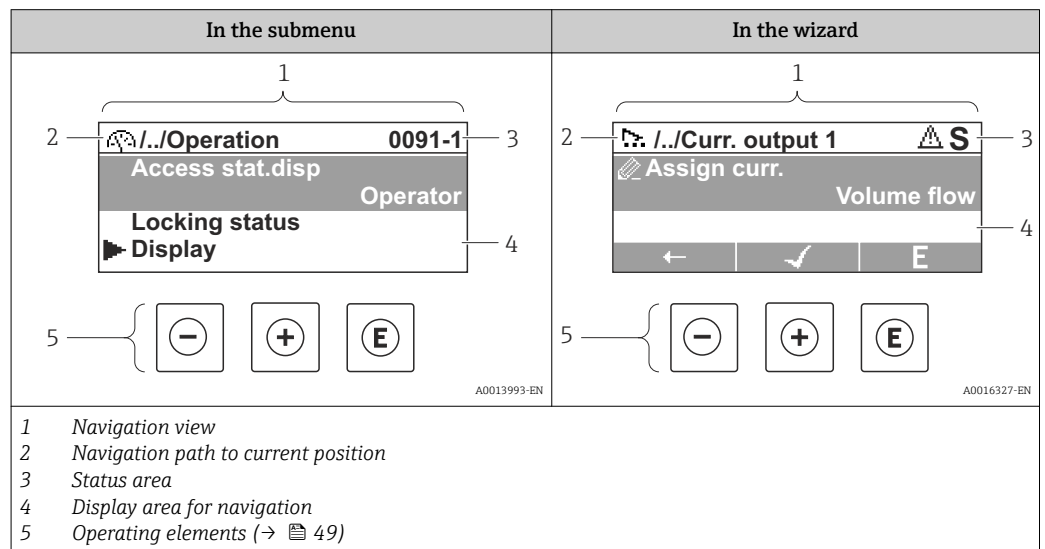 In the submenu
In the wizard
1
2
/../Operation 0091-1
3
Access stat.disp
Operator
Locking status
Display
4
5
- + E
A0013993-EN
1
2
/../Curr. output 1 S
3
Assign curr.
Volume flow
4
← ✓ E
5
- + E
A0016327-EN
1 Navigation view
2 Navigation path to current position
3 Status area
4 Display area for navigation
5 Operating elements (→ 49)